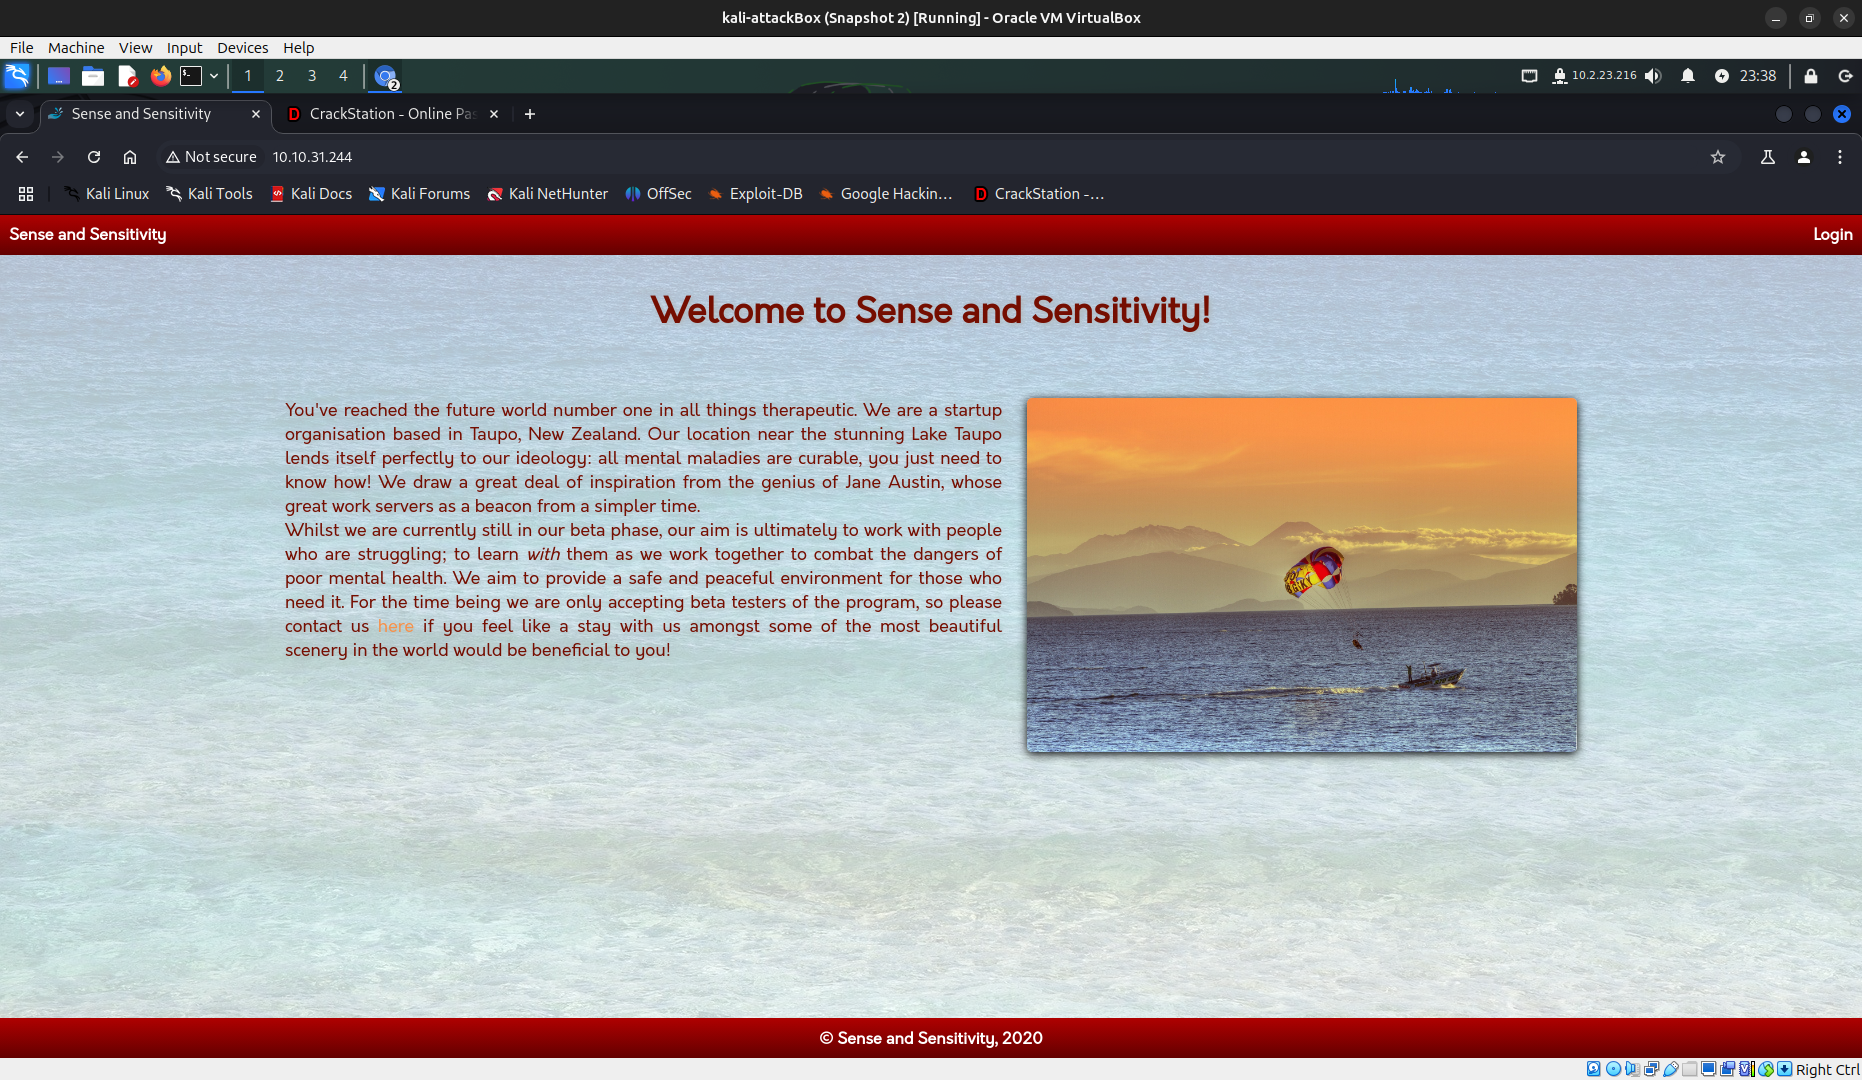 kali-attackBox (Snapshot 2) [Running] - Oracle VM VirtualBox
File Machine View Input Devices Help
1 2 3 4 2 10.2.23.216 23:38
Sense and Sensitivity CrackStation - Online Pas
Not secure 10.10.31.244
Kali Linux Kali Tools Kali Docs Kali Forums Kali NetHunter OffSec Exploit-DB Google Hackin… CrackStation -…
Sense and Sensitivity Login
Welcome to Sense and Sensitivity!
You've reached the future world number one in all things therapeutic. We are a startup
organisation based in Taupo, New Zealand. Our location near the stunning Lake Taupo
lends itself perfectly to our ideology: all mental maladies are curable, you just need to
know how! We draw a great deal of inspiration from the genius of Jane Austin, whose
great work servers as a beacon from a simpler time.
Whilst we are currently still in our beta phase, our aim is ultimately to work with people
who are struggling; to learn with them as we work together to combat the dangers of
poor mental health. We aim to provide a safe and peaceful environment for those who
need it. For the time being we are only accepting beta testers of the program, so please
contact us here if you feel like a stay with us amongst some of the most beautiful
scenery in the world would be beneficial to you!
© Sense and Sensitivity, 2020
Right Ctrl